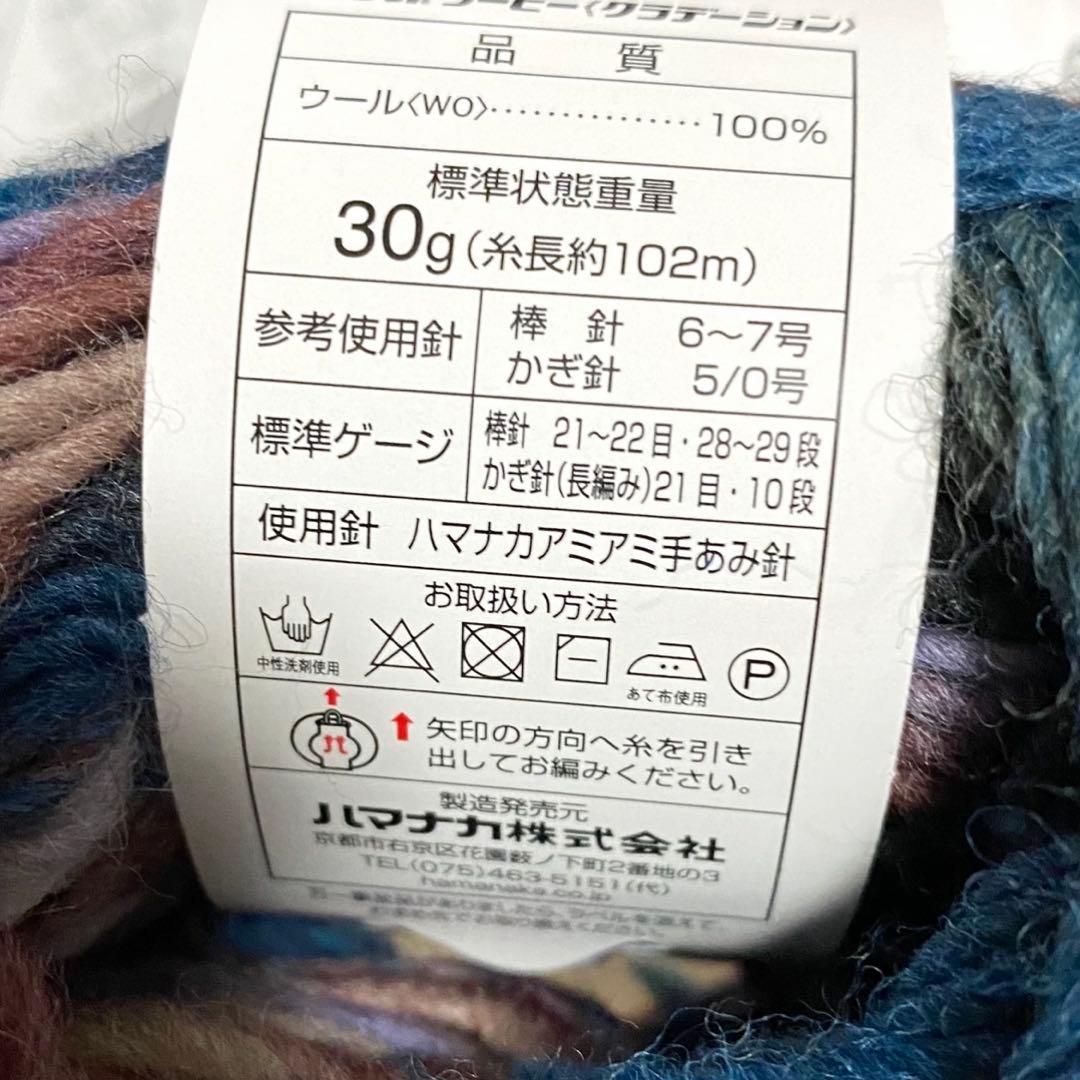 〈グラデーション〉
品 質
ウール〈WO〉……………100%
標準状態重量
30g(糸長約102m)
参考使用針
棒 針 6〜7号
かぎ針 5/0号
標準ゲージ
棒針 21〜22目・28〜29段
かぎ針(長編み)21目・10段
使用針 ハマナカアミアミ手あみ針
お取扱い方法
中性洗剤使用
あて布使用
P
矢印の方向へ糸を引き
出してお編みください。
製造発売元
ハマナカ株式会社
京都市右京区花園薮ノ下町2番地の3
TEL(075)463-5151(代)
hamanaka.co.jp